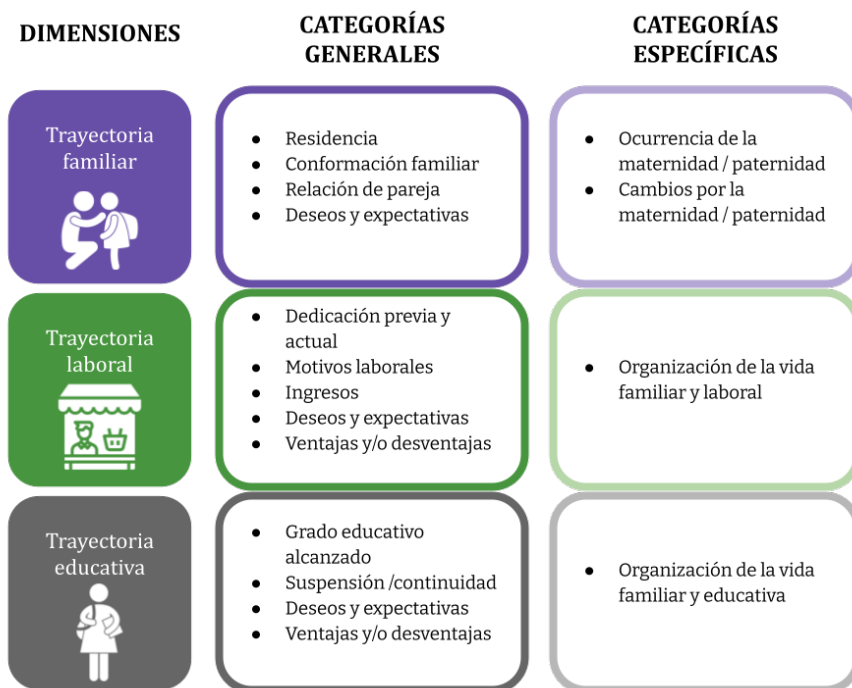 DIMENSIONES
CATEGORÍAS
GENERALES
CATEGORÍAS
ESPECÍFICAS
Trayectoria
familiar
● Residencia
● Conformación familiar
● Relación de pareja
● Deseos y expectativas
● Ocurrencia de la
maternidad / paternidad
● Cambios por la
maternidad / paternidad
Trayectoria
laboral
● Dedicación previa y
actual
● Motivos laborales
● Ingresos
● Deseos y expectativas
● Ventajas y/o desventajas
● Organización de la vida
familiar y laboral
Trayectoria
educativa
● Grado educativo
alcanzado
● Suspensión /continuidad
● Deseos y expectativas
● Ventajas y/o desventajas
● Organización de la vida
familiar y educativa